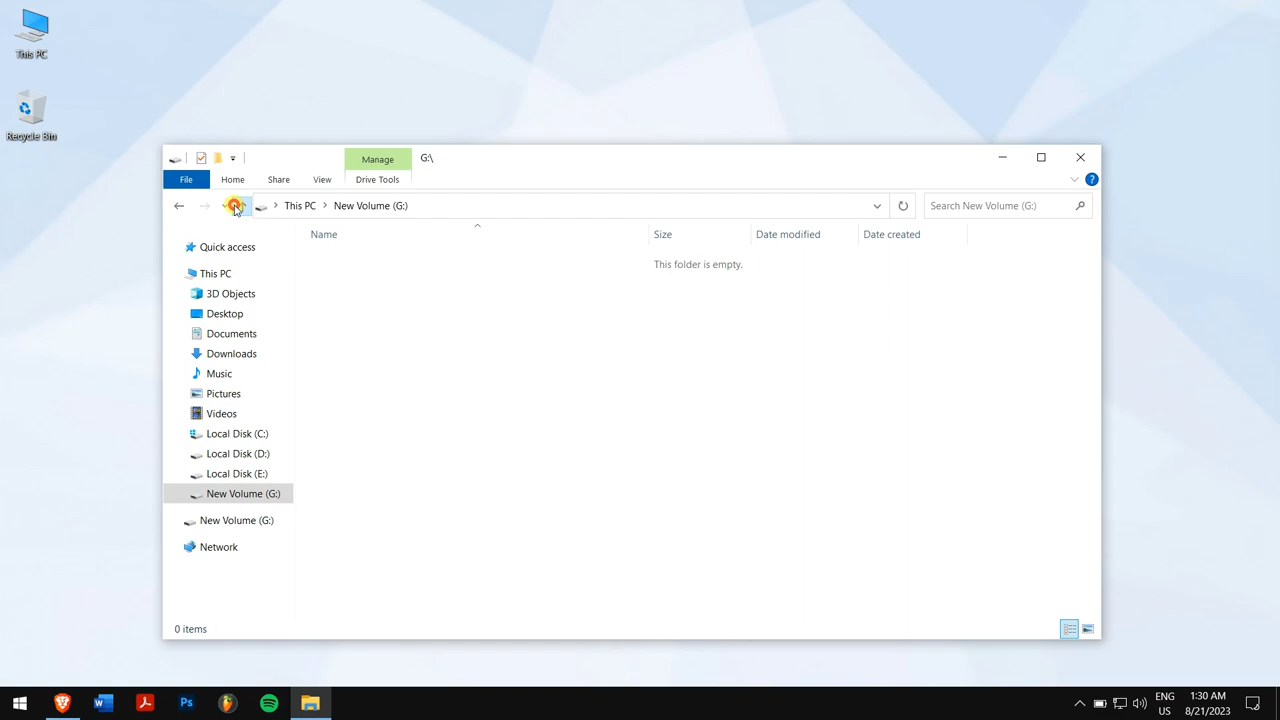 This PC
Recycle Bin
Manage
G:\
File
Home
Share
View
Drive Tools
This PC
New Volume (G:)
Search New Volume (G:)
Name
Size
Date modified
Date created
This folder is empty.
Quick access
This PC
3D Objects
Desktop
Documents
Downloads
Music
Pictures
Videos
Local Disk (C:)
Local Disk (D:)
Local Disk (E:)
New Volume (G:)
New Volume (G:)
Network
0 items
W
Ps
ENG
US
1:30 AM
8/21/2023